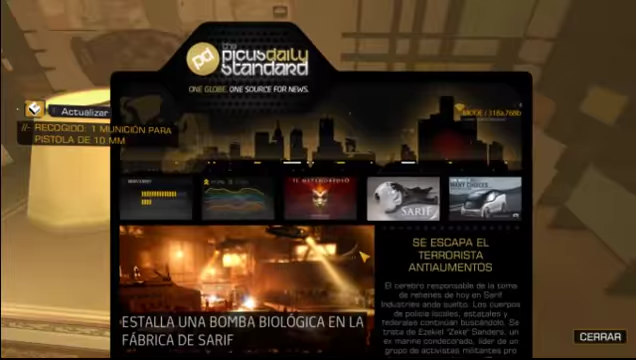 the
picusdaily
standard
ONE GLOBE. ONE SOURCE FOR NEWS.
Actualizar
//- RECOGIDO: 1 MUNICIÓN PARA
PISTOLA DE 10 MM
SARIF
ESTALLA UNA BOMBA BIOLÓGICA EN LA
FÁBRICA DE SARIF
SE ESCAPA EL
TERRORISTA
ANTIAUMENTOS
El cerebro responsable de la toma
de rehenes de hoy en Sarif
Industries anda suelto. Los cuerpos
de policía locales, estatales y
federales continúan buscándolo. Se
trata de Ezekiel "Zeke" Sanders, un
ex marine condecorado, líder de un
grupo de activistas militantes pro
CERRAR